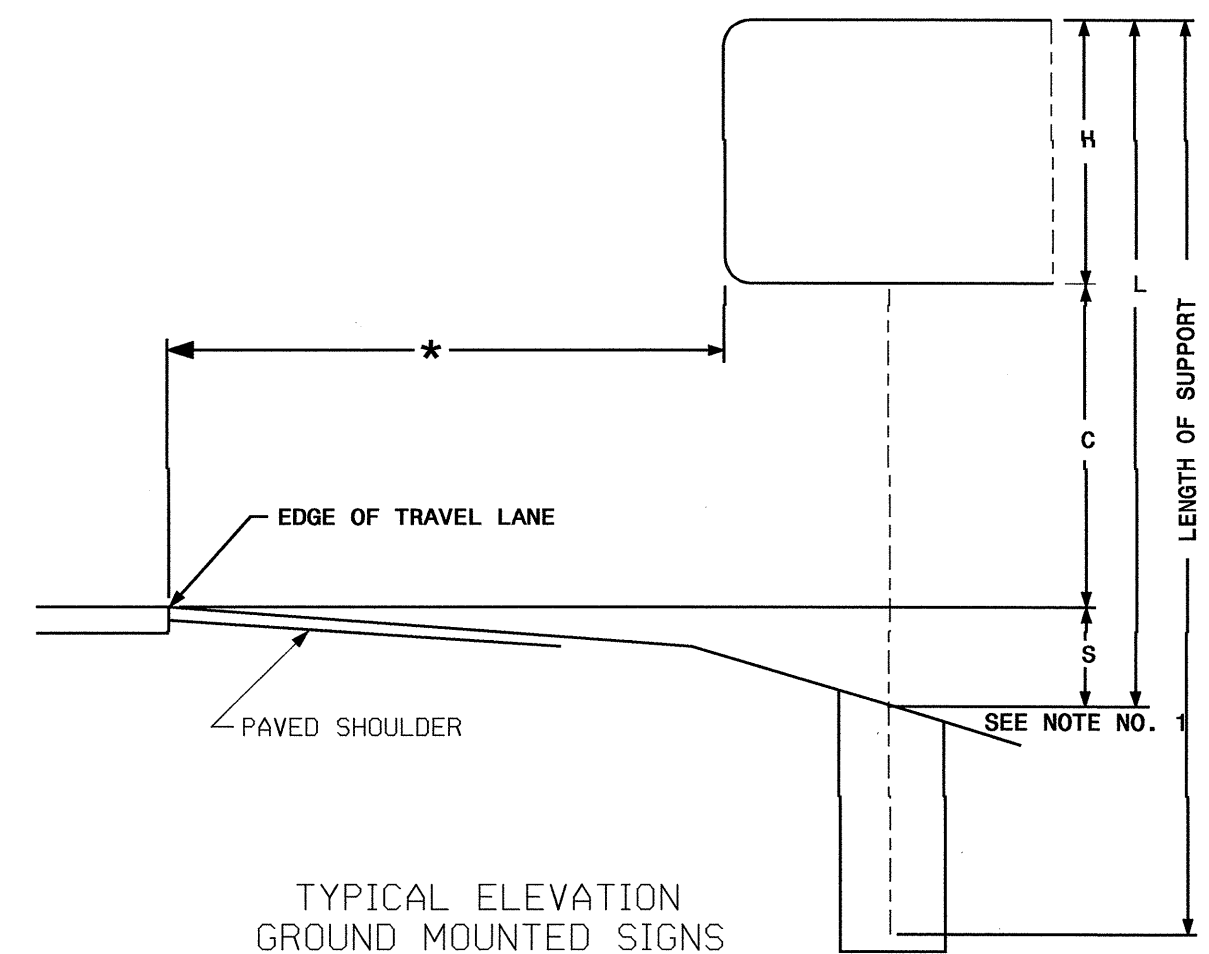 H
L
LENGTH OF SUPPORT
*
C
EDGE OF TRAVEL LANE
S
PAVED SHOULDER
SEE NOTE NO. 1
TYPICAL ELEVATION
GROUND MOUNTED SIGNS